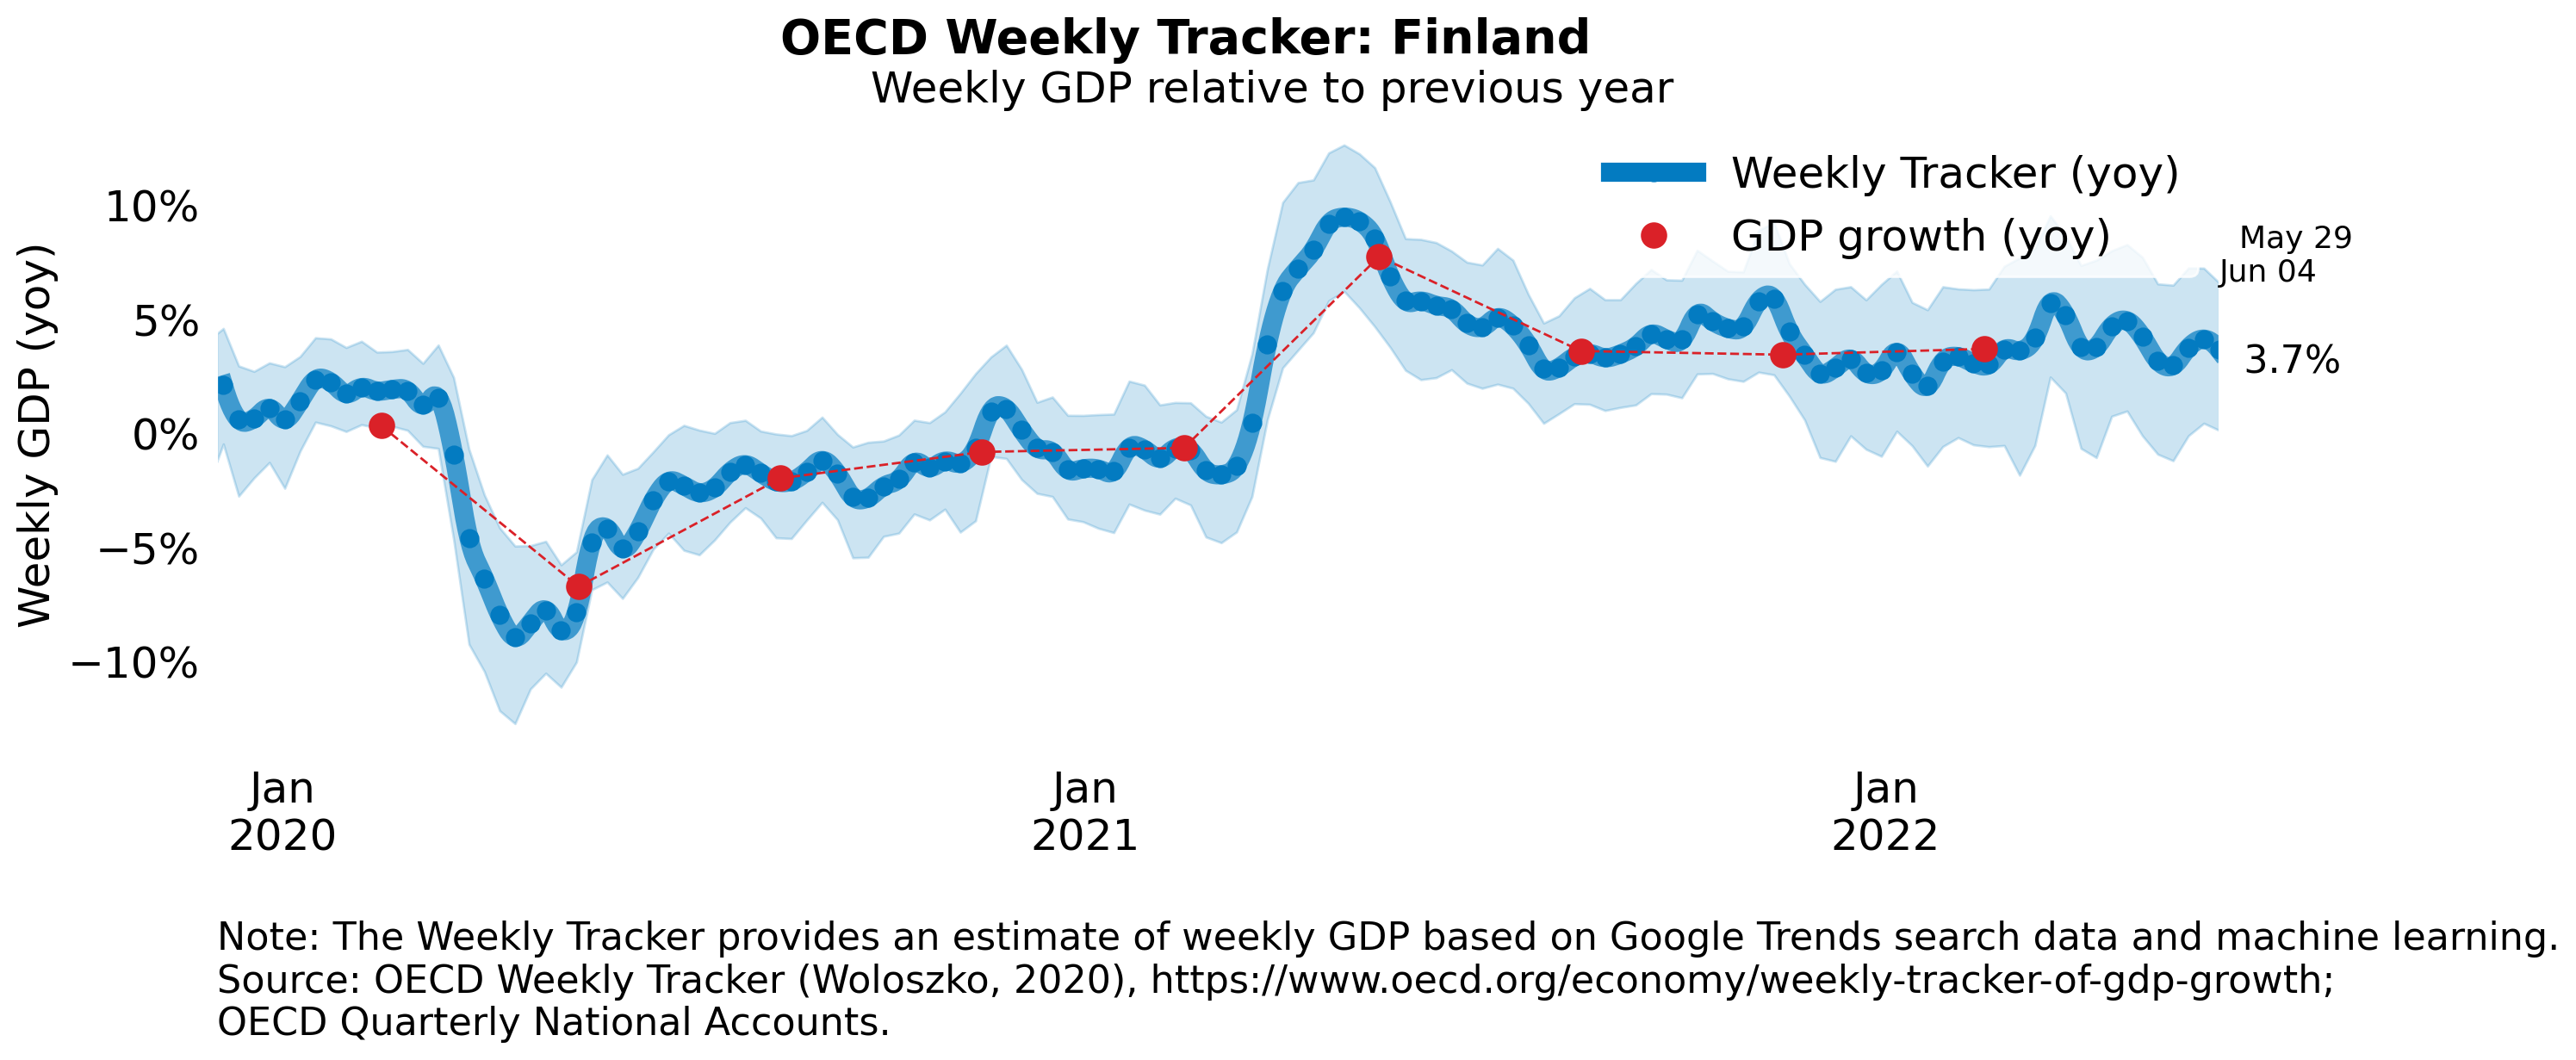 OECD Weekly Tracker: Finland
Weekly GDP relative to previous year
Weekly Tracker (yoy)
GDP growth (yoy)
May 29
Jun 04
3.7%
Weekly GDP (yoy)
10%
5%
0%
−5%
−10%
Jan
2020
Jan
2021
Jan
2022
Note: The Weekly Tracker provides an estimate of weekly GDP based on Google Trends search data and machine learning.
Source: OECD Weekly Tracker (Woloszko, 2020), https://www.oecd.org/economy/weekly-tracker-of-gdp-growth;
OECD Quarterly National Accounts.